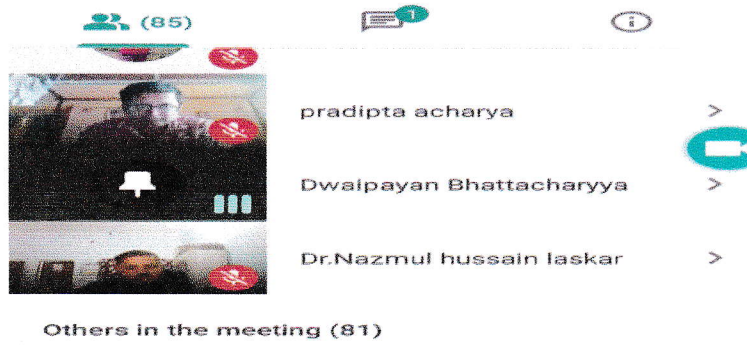 (85)
1
pradipta acharya
Dwaipayan Bhattacharyya
Dr.Nazmul hussain laskar
Others in the meeting (81)